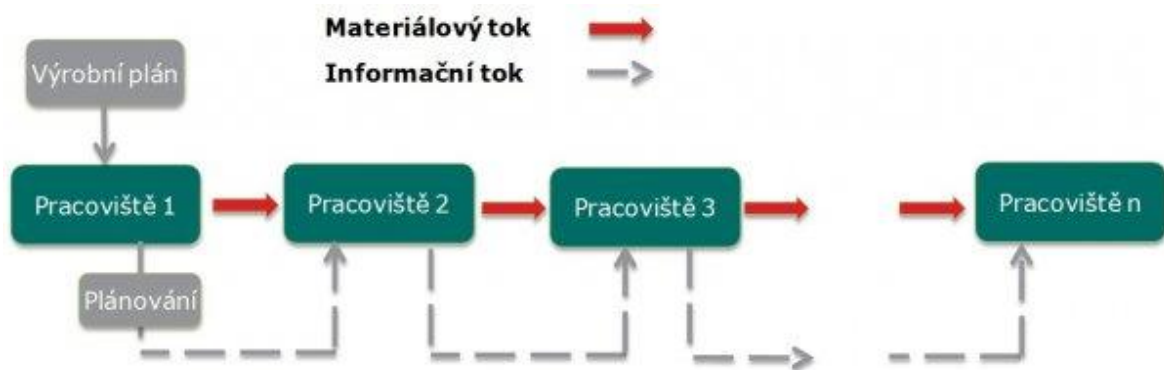 Materiálový tok
Informační tok
Výrobní plán
Pracoviště 1
Pracoviště 2
Pracoviště 3
Pracoviště n
Plánování